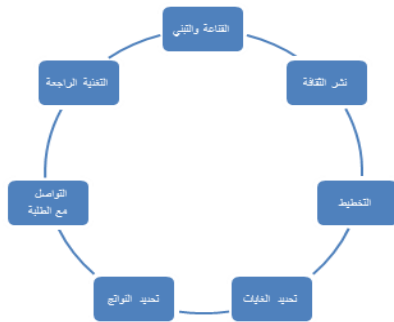 القناعة والتبني
نشر الثقافة
التخطيط
تحديد الغايات
تحديد النواتج
التواصل
مع الطلبة
التغذية الراجعة